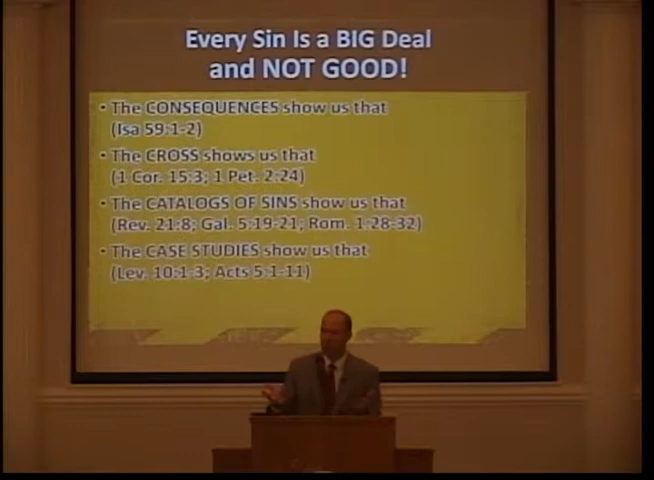 Every Sin Is a BIG Deal
and NOT GOOD!
• The CONSEQUENCES show us that
(Isa 59:1-2)
• The CROSS shows us that
(1 Cor. 15:3; 1 Pet. 2:24)
• The CATALOGS OF SINS show us that
(Rev. 21:8; Gal. 5:19-21; Rom. 1:28-32)
• The CASE STUDIES show us that
(Lev. 10:1-3; Acts 5:1-11)